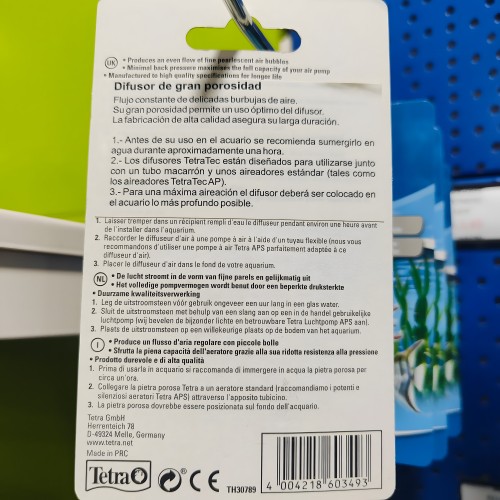 UK • Produces an even flow of fine pearlescent air bubbles
• Minimal back pressure maximises the full capacity of your air pump
• Manufactured to high quality specifications for longer life
Difusor de gran porosidad
Flujo constante de delicadas burbujas de aire.
Su gran porosidad permite un uso óptimo del difusor.
La fabricación de alta calidad asegura su larga duración.
1.- Antes de su uso en el acuario se recomienda sumergirlo en
agua durante aproximadamente una hora.
2.- Los difusores TetraTec están diseñados para utilizarse junto
con un tubo macarrón y unos aireadores estándar (tales como
los aireadores TetraTec AP).
3.- Para una máxima aireación el difusor deberá ser colocado en
el acuario lo más profundo posible.
1. Laisser tremper dans un récipient rempli d'eau le diffuseur pendant environ une heure avant
de l'installer dans l'aquarium.
2. Raccorder le diffuseur d'air à une pompe à air à l'aide d'un tuyau flexible (nous vous
recommandons d'utiliser une pompe à air Tetra APS parfaitement adaptée à ce
diffuseur d'air).
3. Placer le diffuseur d'air dans le fond de votre aquarium.
NL • De lucht stroomt in de vorm van fijne parels en gelijkmatig uit
• Het volledige pompvermogen wordt benut door een beperkte druksterkte
• Duurzame kwaliteitsverwerking
1. Leg de uitstroomsteen vóór gebruik ongeveer een uur lang in een glas water.
2. Sluit de uitstroomsteen met behulp van een slang aan op een in de handel gebruikelijke
luchtpomp (wij bevelen de bijzonder lichte en betrouwbare Tetra Luchtpomp APS aan).
3. Plaats de uitstroomsteen op een willekeurige plaats op de bodem van het aquarium.
I • Produce un flusso d'aria regolare con piccole bolle
• Sfrutta la piena capacità dell'aeratore grazie alla sua ridotta resistenza alla pressione
• Prodotto durevole e di alta qualità
1. Prima di usarla in acquario si raccomanda di immergere in acqua la pietra porosa per
circa un'ora.
2. Collegare la pietra porosa Tetra a un aeratore standard (raccomandiamo i potenti e
silenziosi aeratori Tetra APS) attraverso l'apposito tubicino.
3. La pietra porosa dovrebbe essere posizionata sul fondo dell'acquario.
Tetra GmbH
Herrenteich 78
D-49324 Melle, Germany
www.tetra.net
Made in PRC
Tetra CE TH30789
4 004218 603493